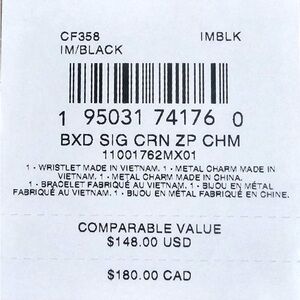 CF358 IMBLK
IM/BLACK
1 95031 74176 0
BXD SIG CRN ZP CHM
11001762MX01
1 - WRISTLET MADE IN VIETNAM. 1 - METAL CHARM MADE IN
VIETNAM. 1 - METAL CHARM MADE IN CHINA.
1 - BRACELET FABRIQUÉ AU VIETNAM. 1 - BIJOU EN MÉTAL
FABRIQUÉ AU VIETNAM. 1 - BIJOU EN MÉTAL FABRIQUÉ EN CHINE.
COMPARABLE VALUE
$148.00 USD
$180.00 CAD